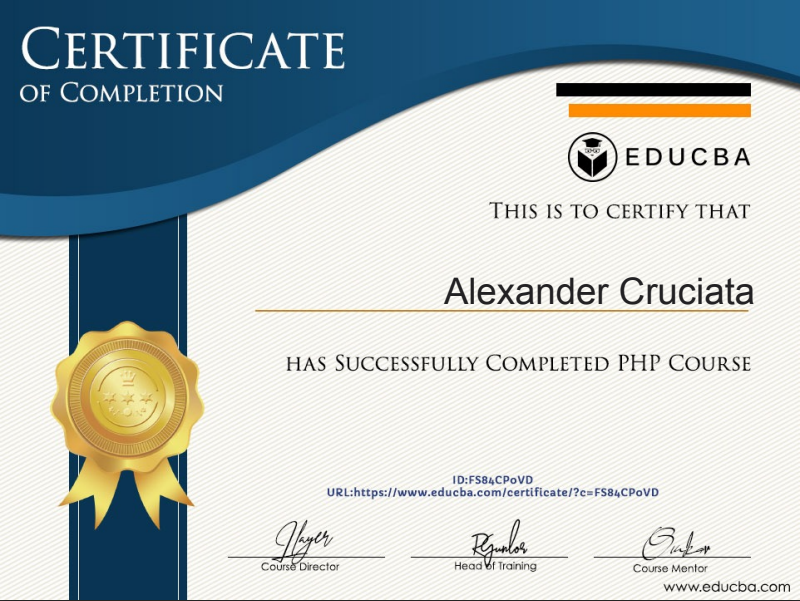 CERTIFICATE
OF COMPLETION
EDUCBA
THIS IS TO CERTIFY THAT
Alexander Cruciata
HAS SUCCESSFULLY COMPLETED PHP COURSE
ID:FS84CPoVD
URL:https://www.educba.com/certificate/?c=FS84CPoVD
Course Director
Head of Training
Course Mentor
www.educba.com